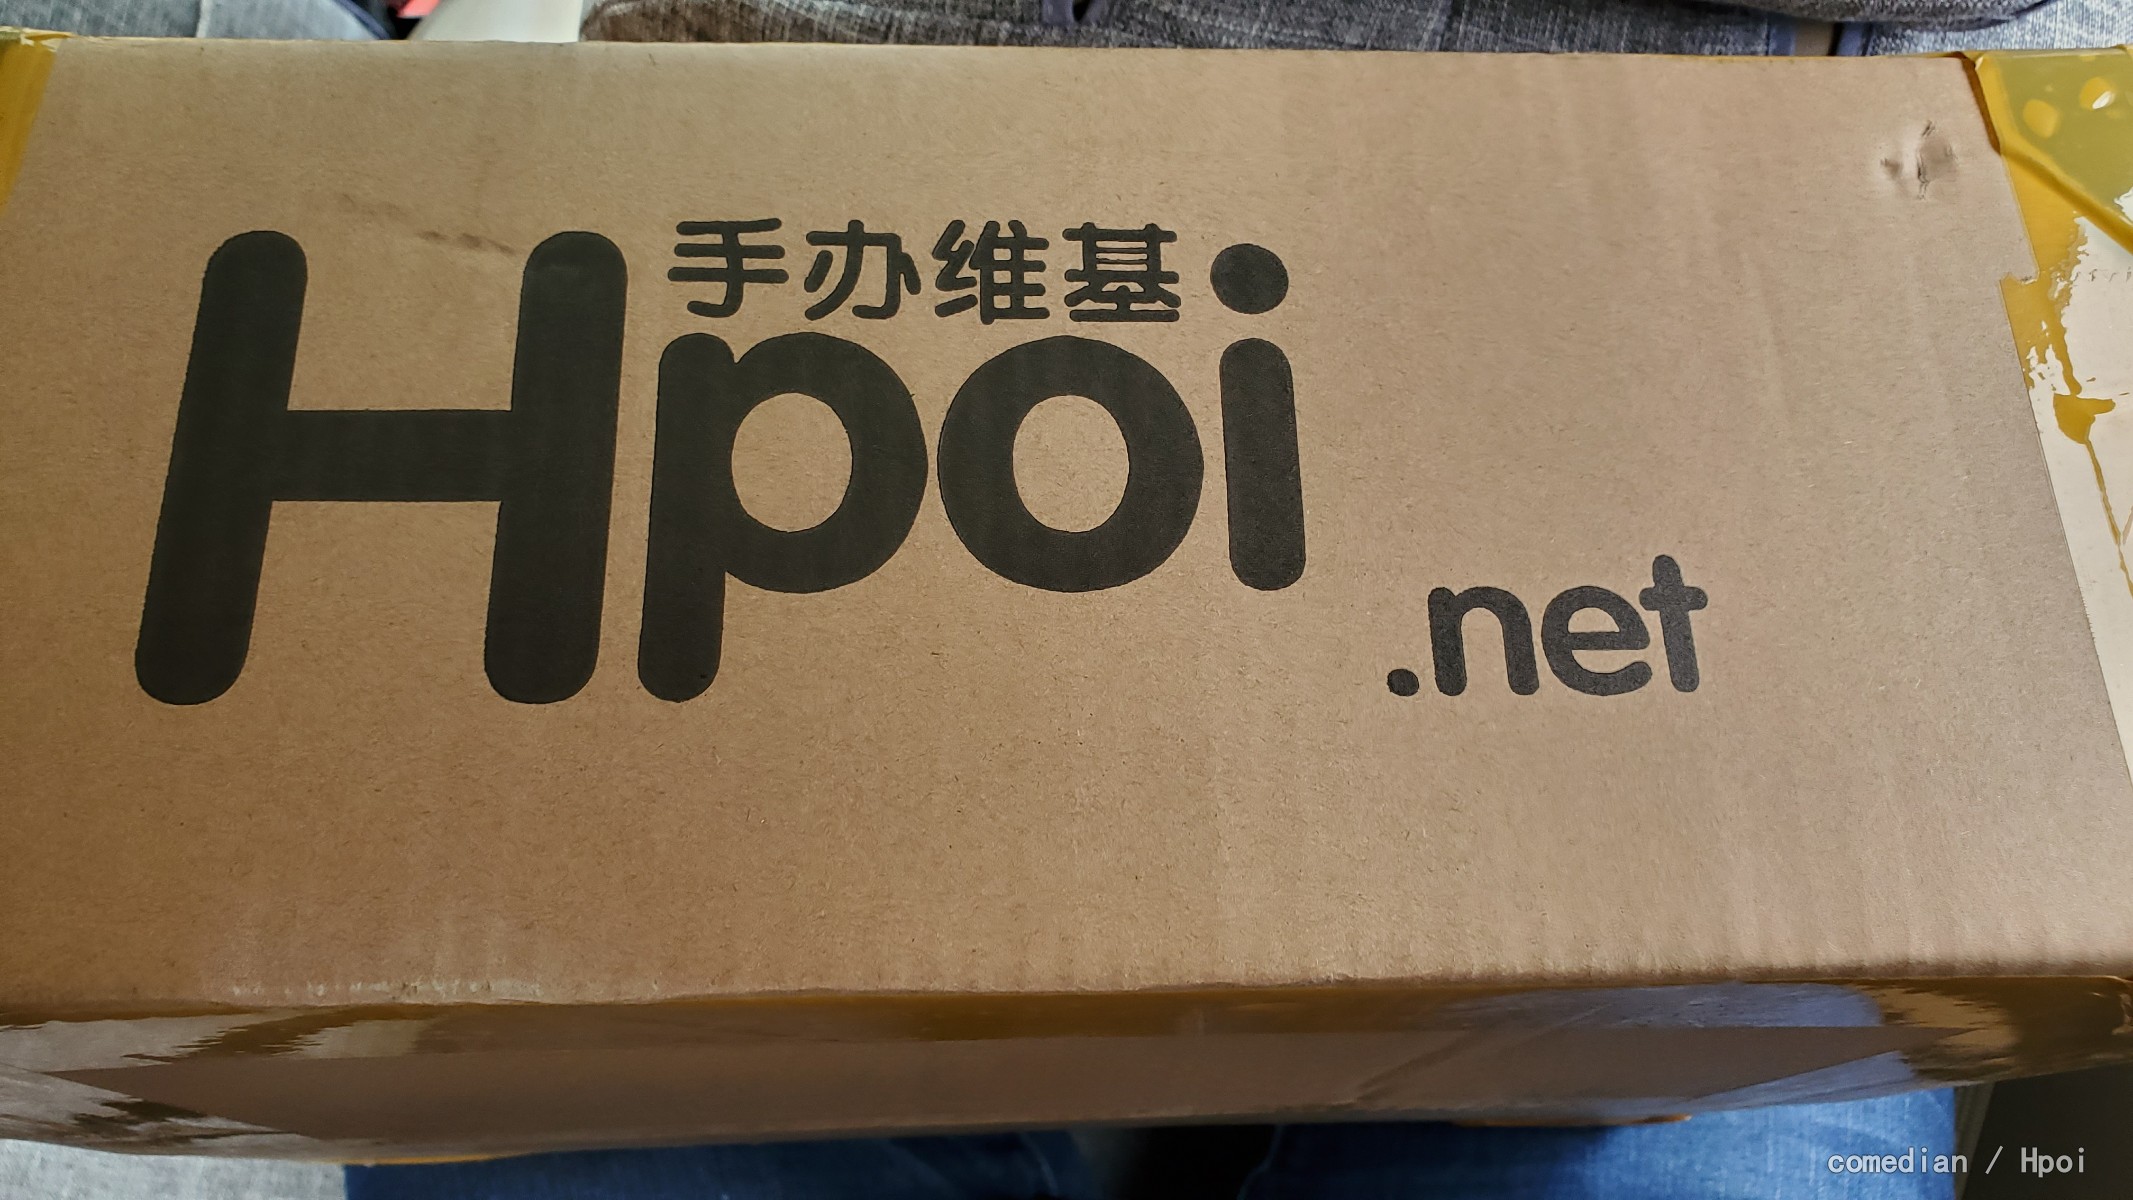 手办维基
Hpoi
.net
comedian / Hpoi